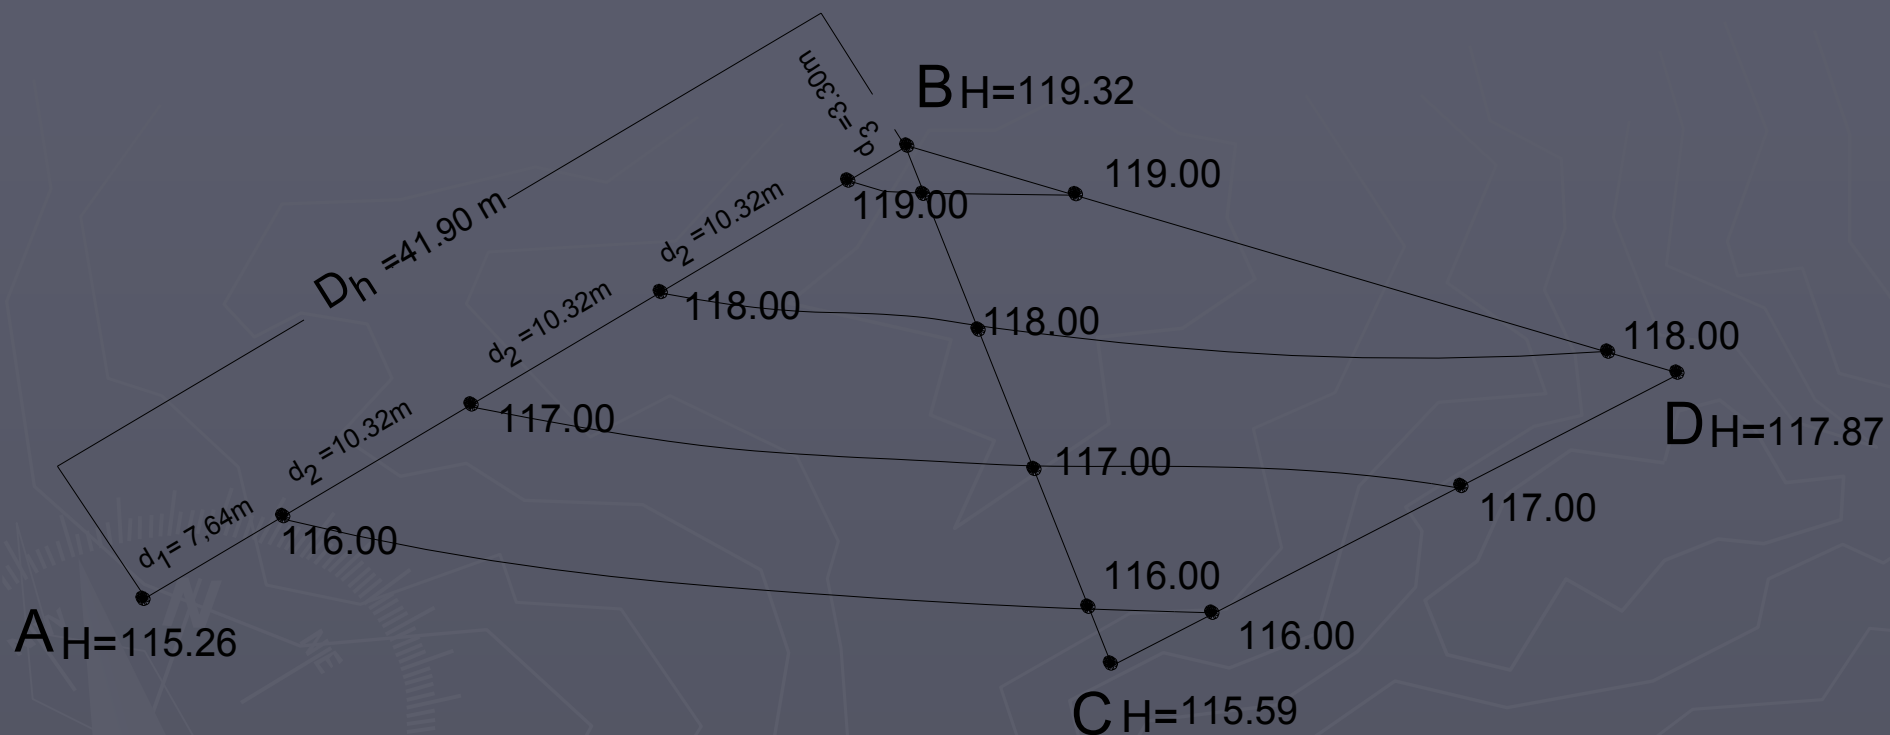 B H=119.32
d3 =3.30m
119.00
119.00
Dh =41.90 m
d2 =10.32m
118.00
118.00
118.00
d2 =10.32m
117.00
117.00
117.00
D H=117.87
d2 =10.32m
d1= 7,64m
116.00
116.00
116.00
A H=115.26
C H=115.59
N
NE